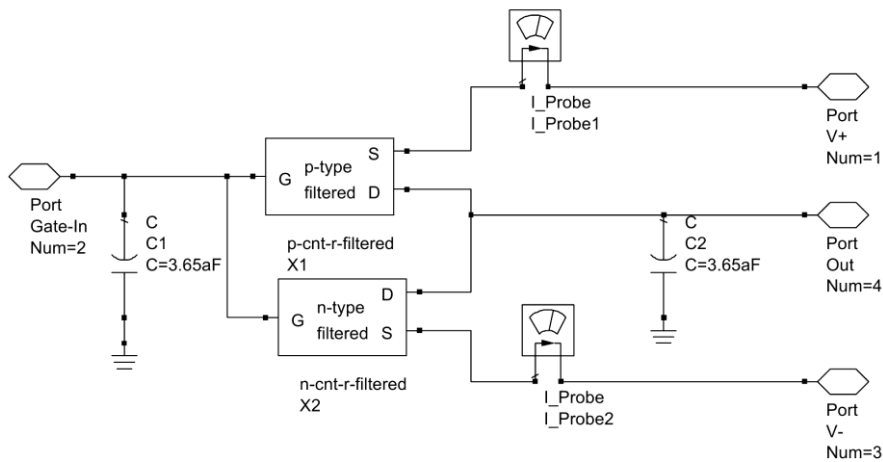 I_Probe
I_Probe1
Port
V+
Num=1
S
p-type
G
filtered
D
Port
Gate-In
Num=2
C
C1
C=3.65aF
p-cnt-r-filtered
X1
C
C2
C=3.65aF
Port
Out
Num=4
D
n-type
G
filtered
S
n-cnt-r-filtered
X2
I_Probe
I_Probe2
Port
V-
Num=3